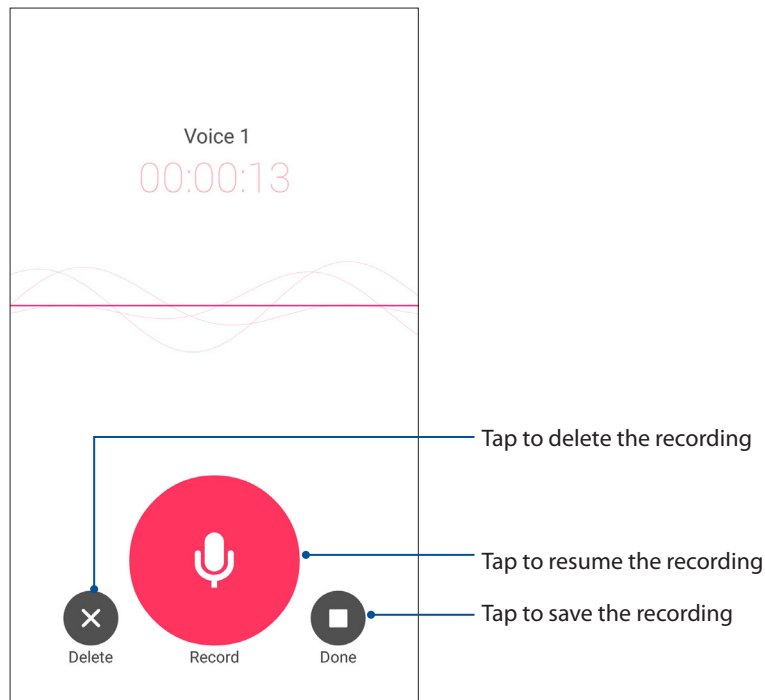 Voice 1
00:00:13
Tap to delete the recording
Tap to resume the recording
Tap to save the recording
Delete
Record
Done